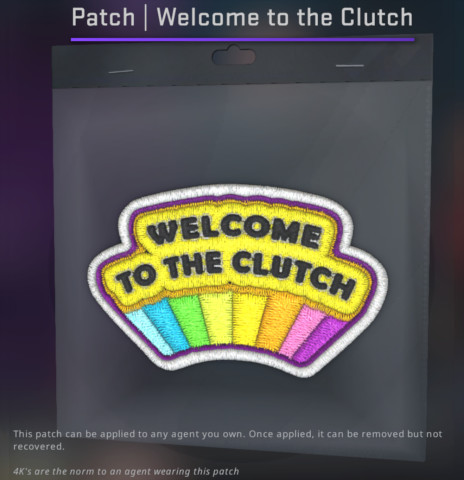 Patch | Welcome to the Clutch
WELCOME
TO THE CLUTCH
This patch can be applied to any agent you own. Once applied, it can be removed but not
recovered.
4K's are the norm to an agent wearing this patch